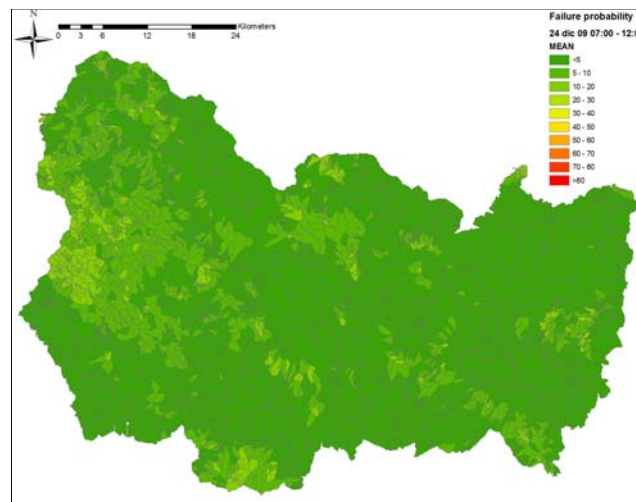 Failure probability
24 dic 09 07:00 - 12:0
MEAN
<5
5 - 10
10 - 20
20 - 30
30 - 40
40 - 50
50 - 60
60 - 70
70 - 80
>80
Kilometers
0 3 6 12 18 24